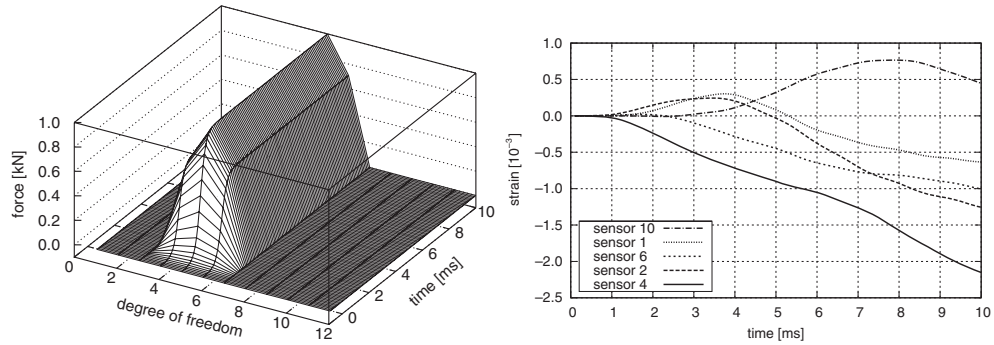 force [kN]
1.0
0.8
0.6
0.4
0.2
0.0
0
2
4
6
8
10
12
degree of freedom
0
2
4
6
8
10
time [ms]
strain [10⁻³]
1.0
0.5
0.0
−0.5
−1.0
−1.5
−2.0
−2.5
sensor 10
sensor 1
sensor 6
sensor 2
sensor 4
0 1 2 3 4 5 6 7 8 9 10
time [ms]